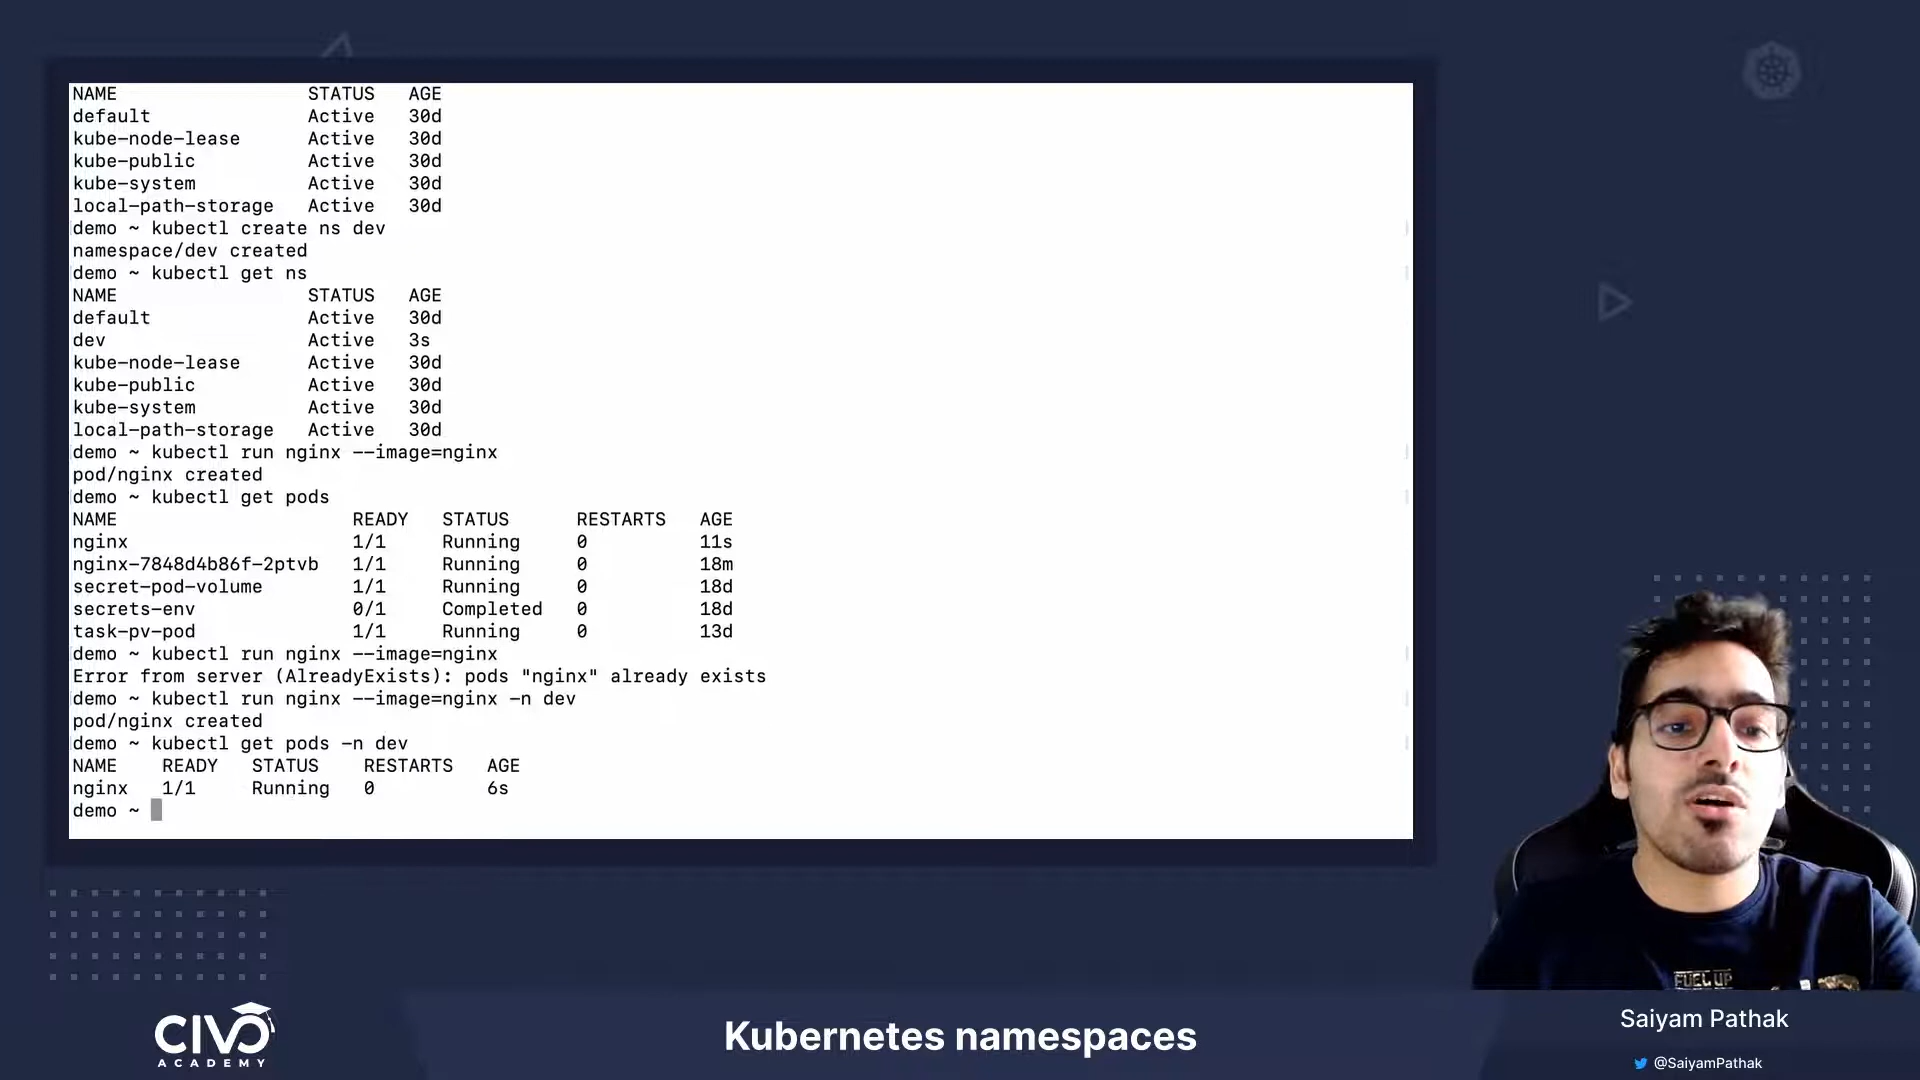 NAME                 STATUS   AGE
default              Active   30d
kube-node-lease      Active   30d
kube-public          Active   30d
kube-system          Active   30d
local-path-storage   Active   30d
demo ~ kubectl create ns dev
namespace/dev created
demo ~ kubectl get ns
NAME                 STATUS   AGE
default              Active   30d
dev                  Active   3s
kube-node-lease      Active   30d
kube-public          Active   30d
kube-system          Active   30d
local-path-storage   Active   30d
demo ~ kubectl run nginx --image=nginx
pod/nginx created
demo ~ kubectl get pods
NAME                     READY   STATUS      RESTARTS   AGE
nginx                    1/1     Running     0          11s
nginx-7848d4b86f-2ptvb   1/1     Running     0          18m
secret-pod-volume        1/1     Running     0          18d
secrets-env              0/1     Completed   0          18d
task-pv-pod              1/1     Running     0          13d
demo ~ kubectl run nginx --image=nginx
Error from server (AlreadyExists): pods "nginx" already exists
demo ~ kubectl run nginx --image=nginx -n dev
pod/nginx created
demo ~ kubectl get pods -n dev
NAME    READY   STATUS    RESTARTS   AGE
nginx   1/1     Running   0          6s
demo ~
FUEL UP
CIVO
ACADEMY
Kubernetes namespaces
Saiyam Pathak
@SaiyamPathak